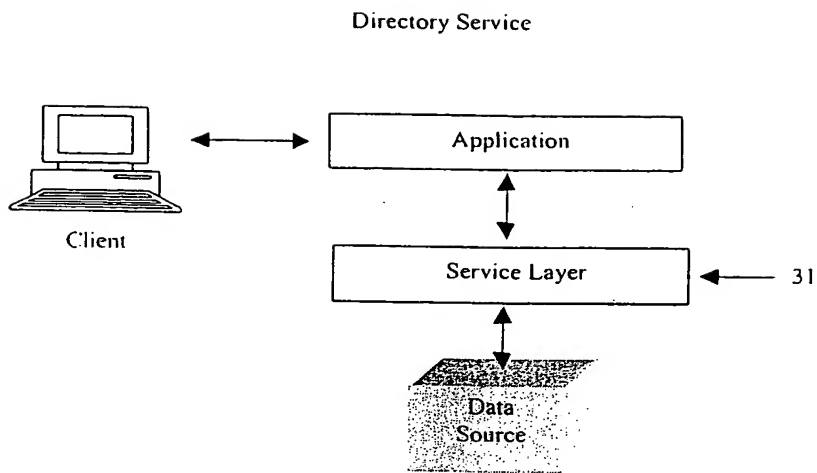 Directory Service
Application
Client
Service Layer
31
Data
Source